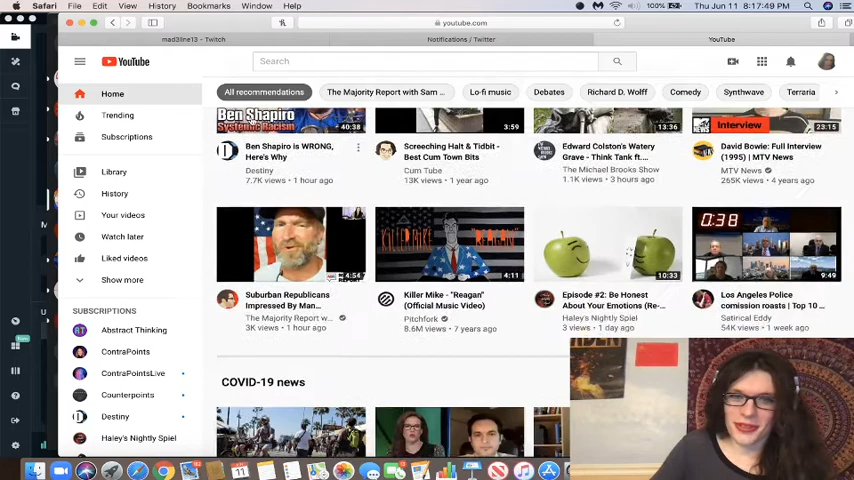 Safari File Edit View History Bookmarks Window Help
100% Thu Jun 11 8:17:49 PM
youtube.com
mad3line13 - Twitch Notifications / Twitter YouTube
YouTube Search
All recommendations The Majority Report with Sam ... Lo-fi music Debates Richard D. Wolff Comedy Synthwave Terraria
Home
Trending
Subscriptions
Library
History
Your videos
Watch later
Liked videos
Show more
SUBSCRIPTIONS
Abstract Thinking
ContraPoints
ContraPointsLive
Counterpoints
Destiny
Haley's Nightly Spiel
BEN SHAPIRO
Systemic Racism
40:38
Ben Shapiro is WRONG,
Here's Why
Destiny
7.7K views • 1 hour ago
3:59
Screeching Halt & Tidbit -
Best Cum Town Bits
Cum Tube
13K views • 1 year ago
13:36
Edward Colston's Watery
Grave - Think Tank ft....
The Michael Brooks Show
1.1K views • 3 hours ago
Interview
23:15
David Bowie: Full Interview
(1995) | MTV News
MTV News
265K views • 4 years ago
4:54
Suburban Republicans
Impressed By Man...
The Majority Report w...
3K views • 1 hour ago
KILLER MIKE "REAGAN"
4:11
Killer Mike - "Reagan"
(Official Music Video)
Pitchfork
8.6M views • 7 years ago
10:33
Episode #2: Be Honest
About Your Emotions (Re-...
Haley's Nightly Spiel
3 views • 1 day ago
0:38
9:49
Los Angeles Police
comission roasts | Top 10 ...
Satirical Eddy
54K views • 1 week ago
COVID-19 news